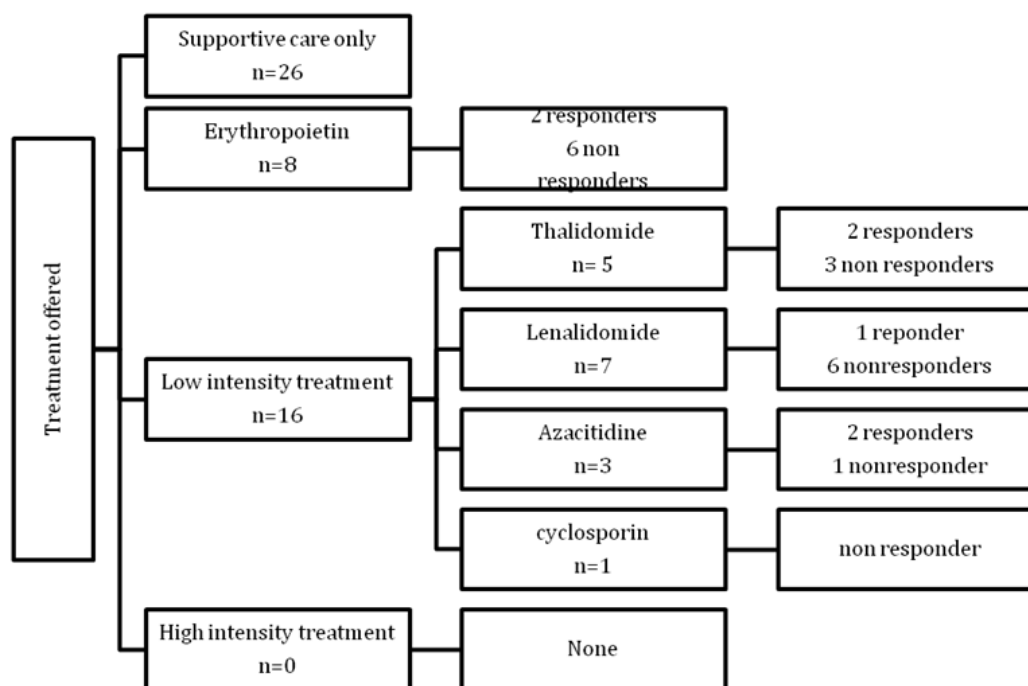 Treatment offered
Supportive care only
n=26
Erythropoietin
n=8
2 responders
6 non
responders
Low intensity treatment
n=16
Thalidomide
n= 5
2 responders
3 non responders
Lenalidomide
n=7
1 reponder
6 nonresponders
Azacitidine
n=3
2 responders
1 nonresponder
cyclosporin
n=1
non responder
High intensity treatment
n=0
None